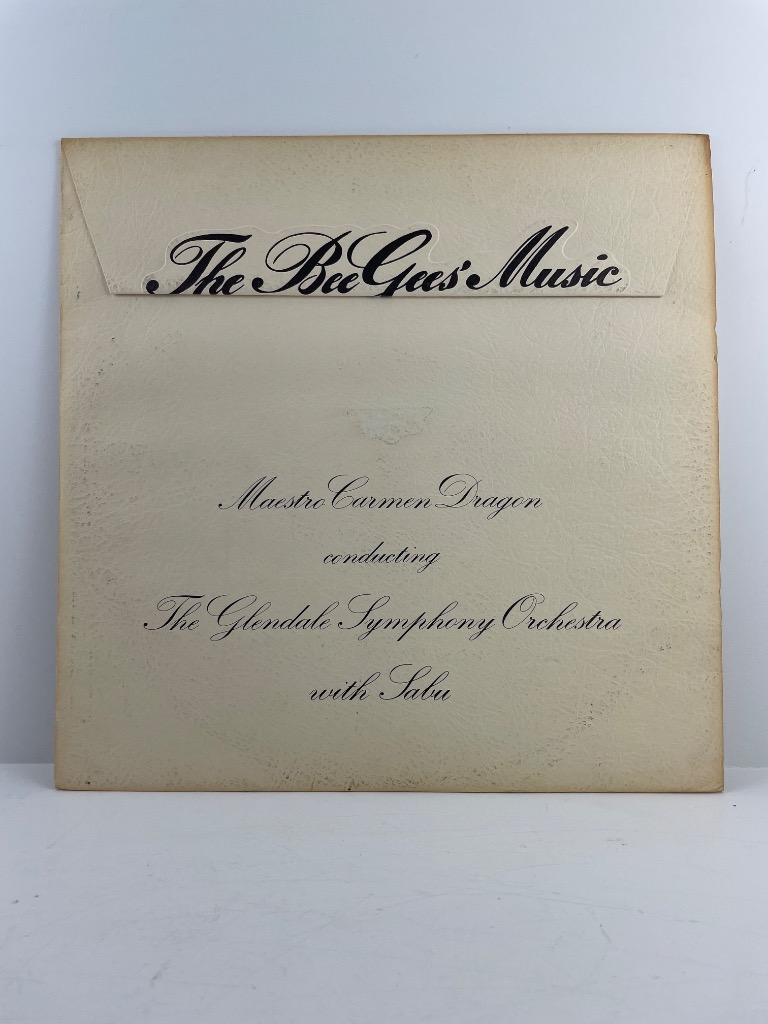 The Bee Gees' Music
Maestro Carmen Dragon
conducting
The Glendale Symphony Orchestra
with Sabu